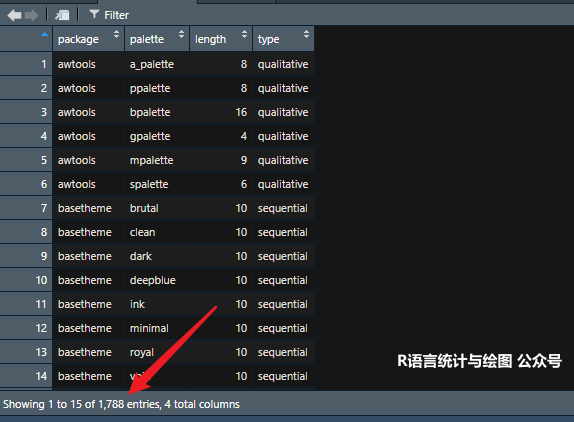 Filter
package palette length type
1 awtools a_palette 8 qualitative
2 awtools ppalette 8 qualitative
3 awtools bpalette 16 qualitative
4 awtools gpalette 4 qualitative
5 awtools mpalette 9 qualitative
6 awtools spalette 6 qualitative
7 basetheme brutal 10 sequential
8 basetheme clean 10 sequential
9 basetheme dark 10 sequential
10 basetheme deepblue 10 sequential
11 basetheme ink 10 sequential
12 basetheme minimal 10 sequential
13 basetheme royal 10 sequential
14 basetheme 10 sequential
R语言统计与绘图 公众号
Showing 1 to 15 of 1,788 entries, 4 total columns